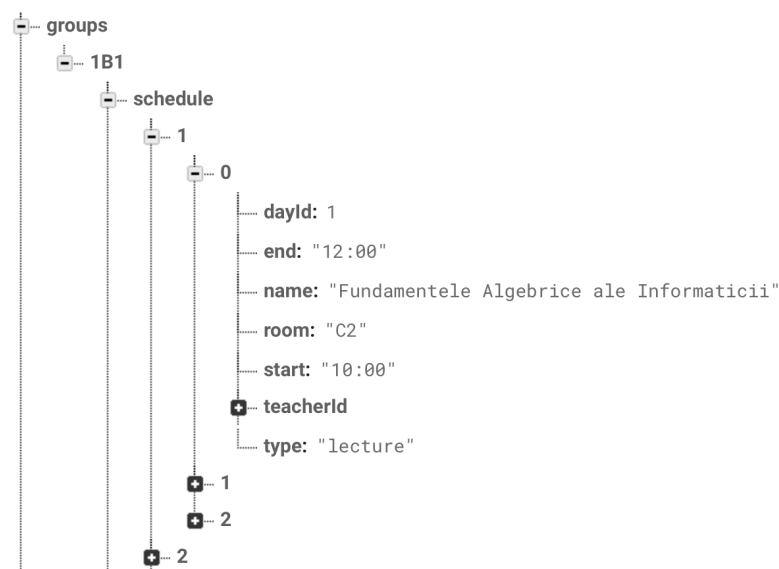 groups
1B1
schedule
1
0
dayId: 1
end: "12:00"
name: "Fundamentele Algebrice ale Informaticii"
room: "C2"
start: "10:00"
teacherId
type: "lecture"
1
2
2